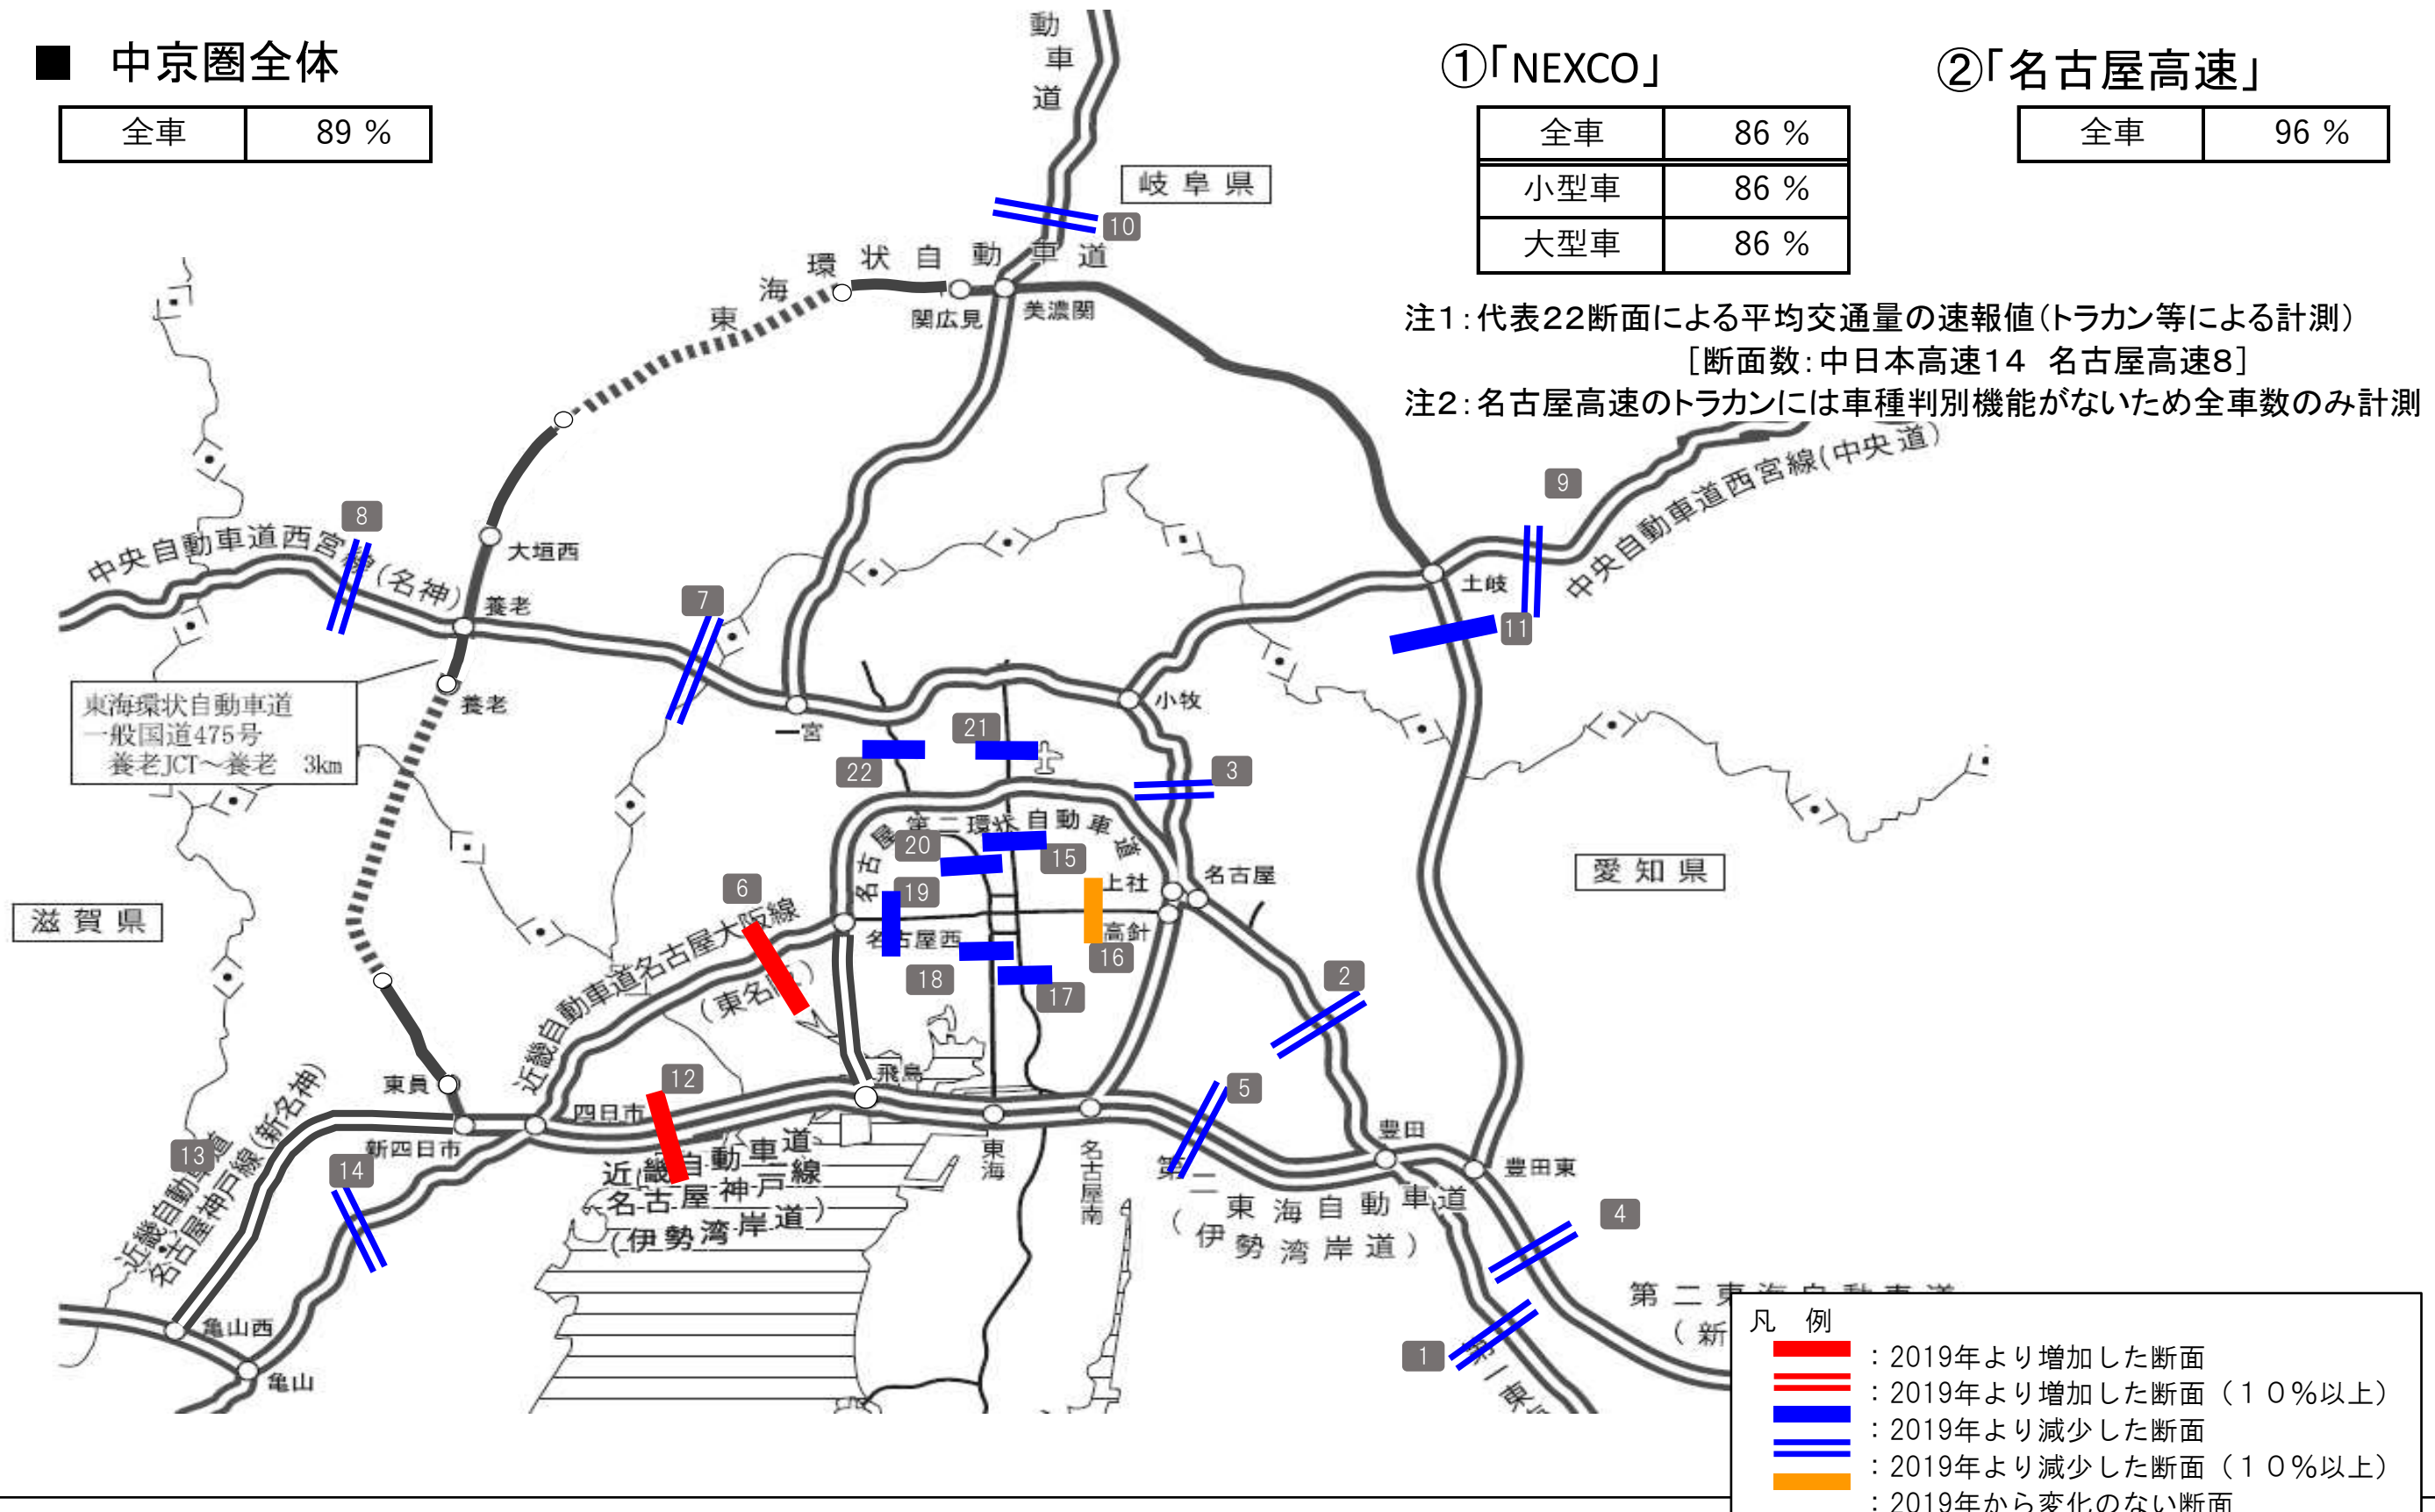 ■ 中京圏全体
全車 89 %
①「NEXCO」
全車 86 %
小型車 86 %
大型車 86 %
②「名古屋高速」
全車 96 %
注1:代表22断面による平均交通量の速報値(トラカン等による計測)
[断面数:中日本高速14 名古屋高速8]
注2:名古屋高速のトラカンには車種判別機能がないため全車数のみ計測
動車道
岐阜県
10
東海環状自動車道
関広見
美濃関
9
中央自動車道西宮線(中央道)
8
中央自動車道西宮線(名神)
大垣西
養老
7
土岐
11
養老
東海環状自動車道
一般国道475号
養老JCT～養老 3km
一宮
小牧
21
22
3
名古屋第二環状自動車道
20
15
愛知県
6
19
上社
名古屋
滋賀県
近畿自動車道名古屋大阪線
(東名阪)
名古屋西
高針
16
18
17
2
東員
12
飛島
5
四日市
新四日市
13
14
近畿自動車道
名古屋神戸線(新名神)
近畿自動車道
名古屋神戸線
(伊勢湾岸道)
東海
名古屋南
豊田
豊田東
第二東海自動車道
(伊勢湾岸道)
4
亀山西
亀山
1
第一東
第二東海自動車道
(新
凡 例
:2019年より増加した断面
:2019年より増加した断面(10%以上)
:2019年より減少した断面
:2019年より減少した断面(10%以上)
:2019年から変化のない断面